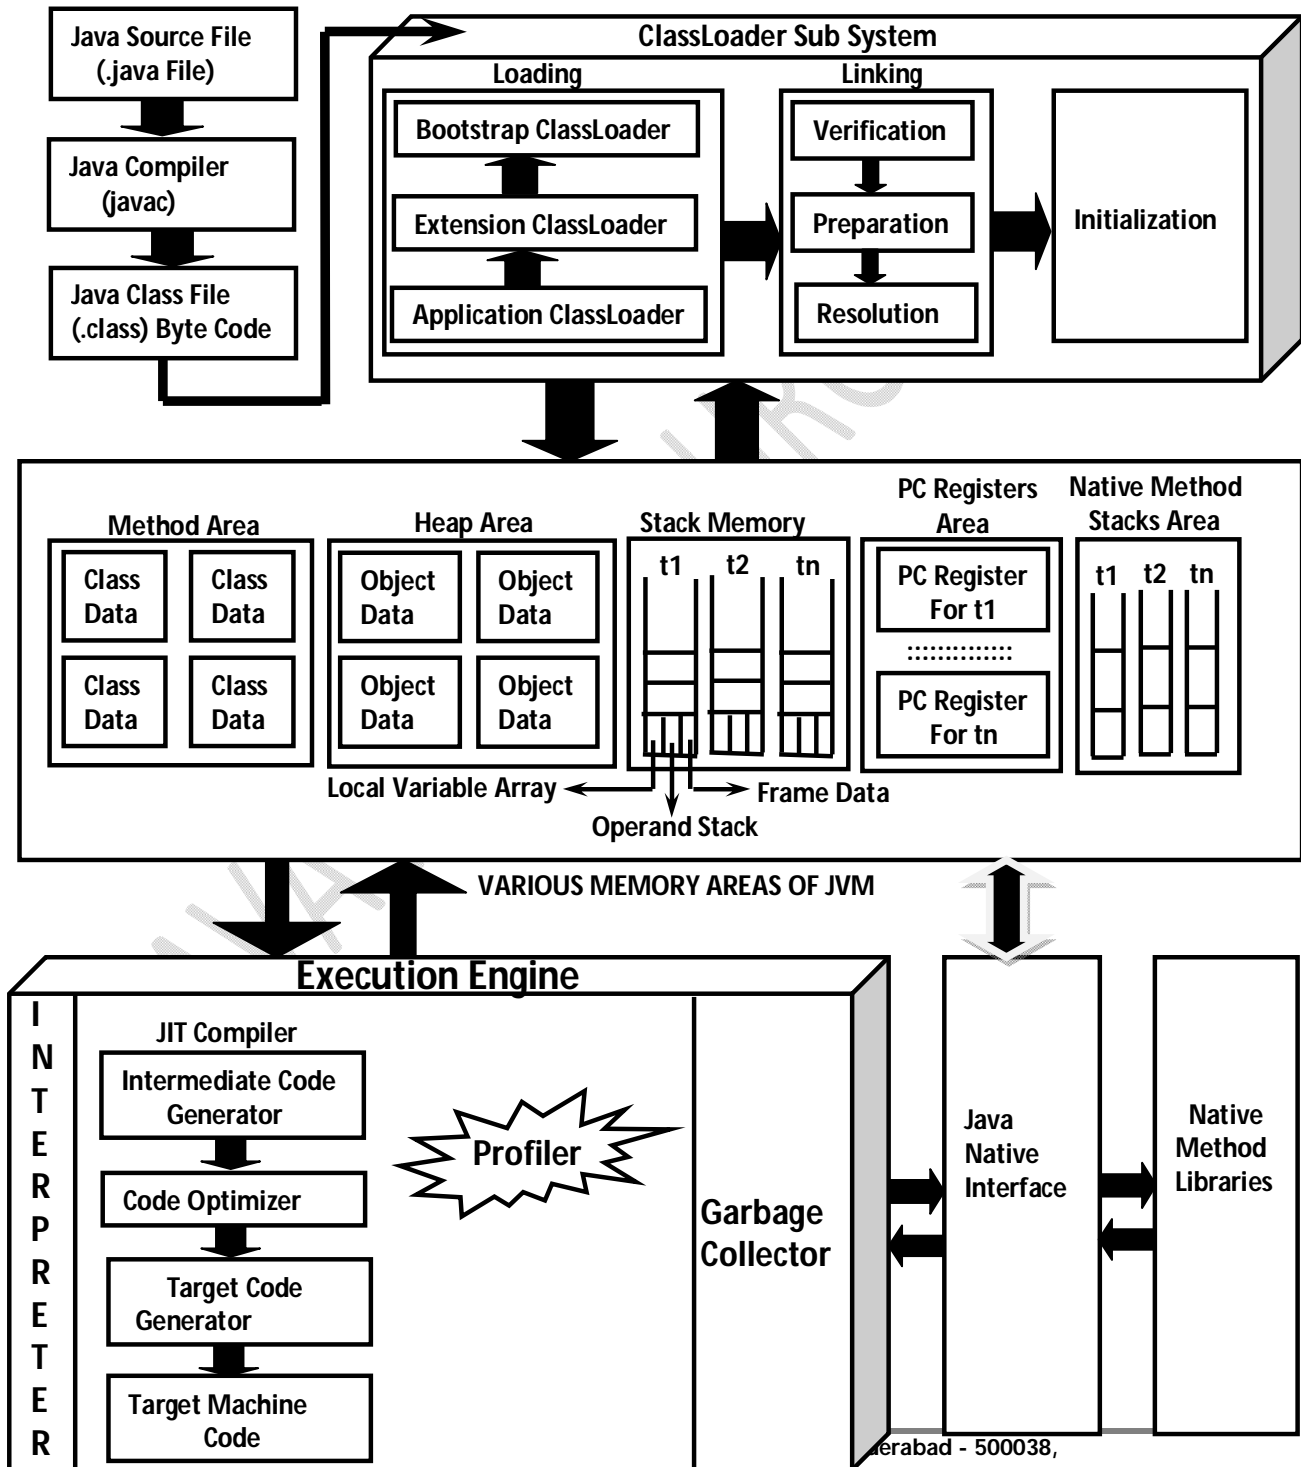 Java Source File
(.java File)
Java Compiler
(javac)
Java Class File
(.class) Byte Code
ClassLoader Sub System
Loading
Bootstrap ClassLoader
Extension ClassLoader
Application ClassLoader
Linking
Verification
Preparation
Resolution
Initialization
Method Area
Class
Data
Class
Data
Class
Data
Class
Data
Heap Area
Object
Data
Object
Data
Object
Data
Object
Data
Stack Memory
t1 t2 tn
Local Variable Array
Operand Stack
Frame Data
PC Registers
Area
PC Register
For t1
::::::::::::::
PC Register
For tn
Native Method
Stacks Area
t1 t2 tn
VARIOUS MEMORY AREAS OF JVM
Execution Engine
INTERPRETER
JIT Compiler
Intermediate Code
Generator
Code Optimizer
Target Code
Generator
Target Machine
Code
Profiler
Garbage
Collector
Java
Native
Interface
Native
Method
Libraries
- 500038,